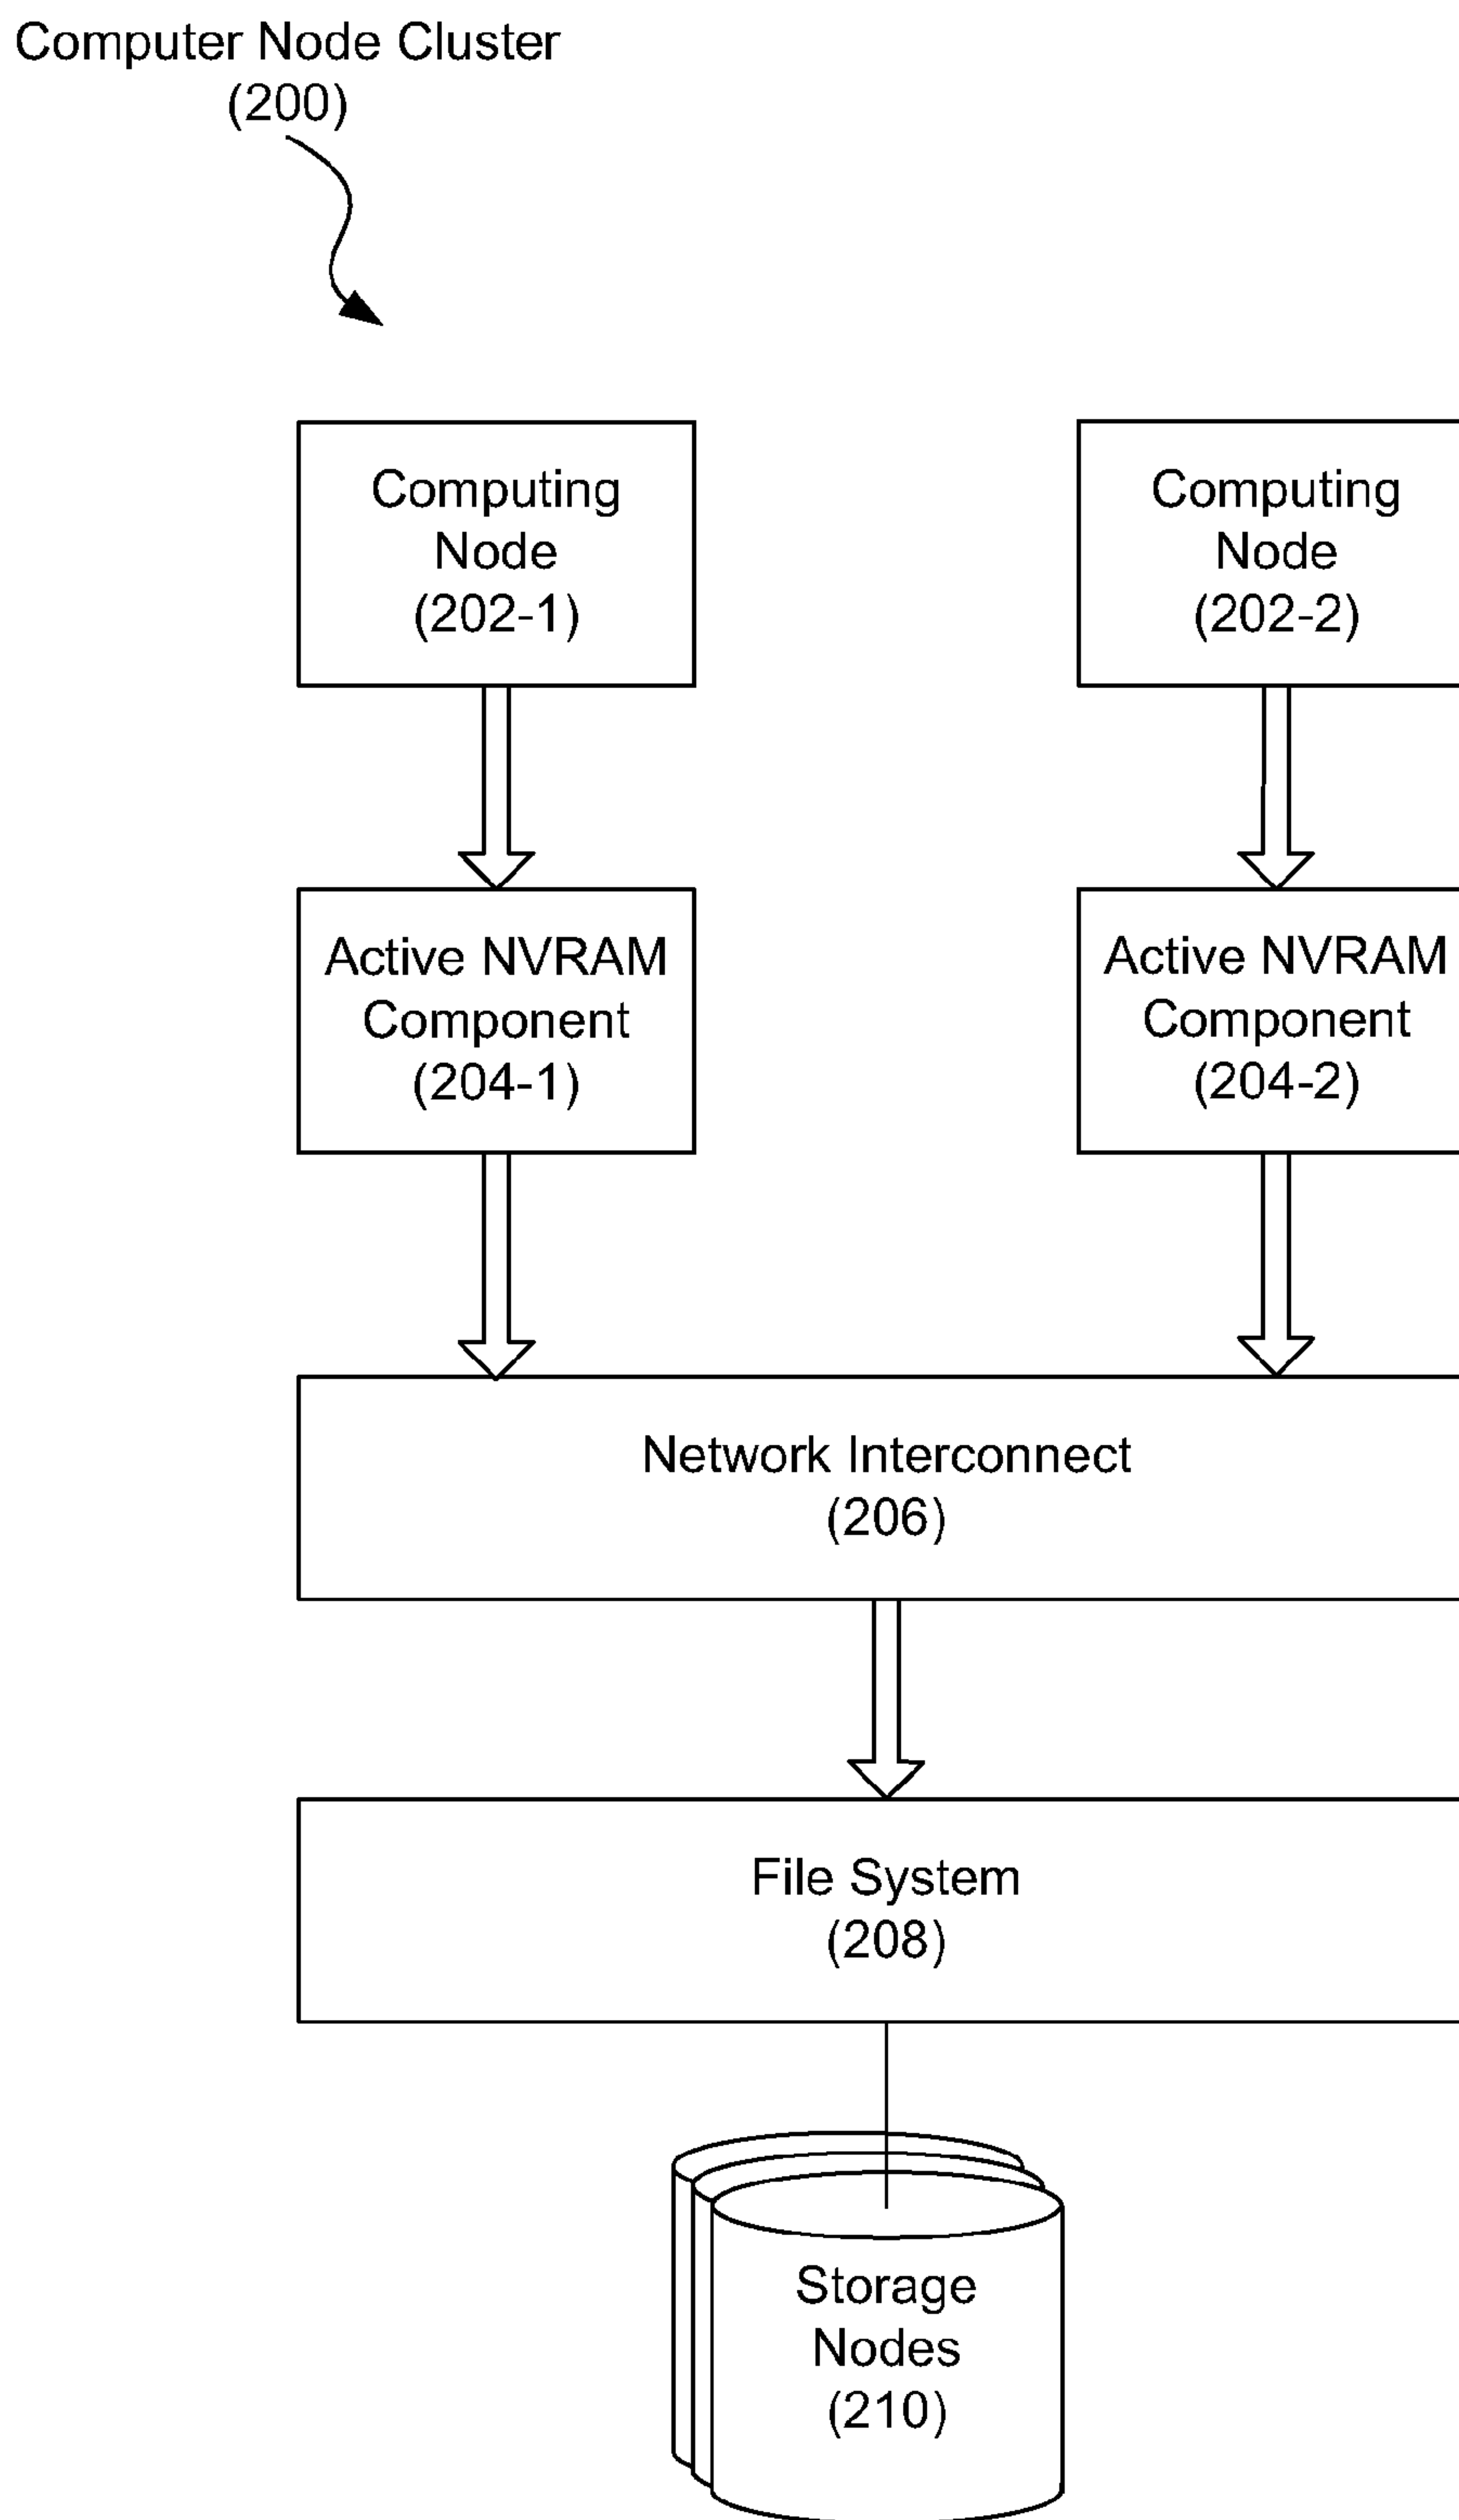 Computer Node Cluster
(200)
Computing
Node
(202-1)
Computing
Node
(202-2)
Active NVRAM
Component
(204-1)
Active NVRAM
Component
(204-2)
Network Interconnect
(206)
File System
(208)
Storage
Nodes
(210)